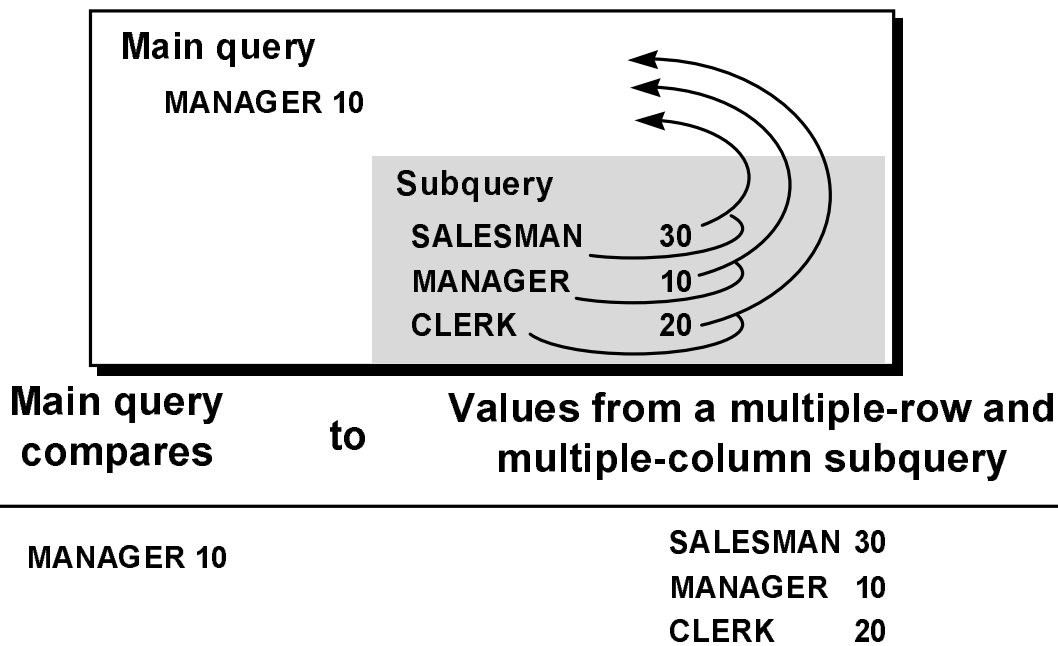 Main query
MANAGER 10
Subquery
SALESMAN 30
MANAGER 10
CLERK 20
Main query
compares
to
Values from a multiple-row and
multiple-column subquery
MANAGER 10
SALESMAN 30
MANAGER 10
CLERK 20